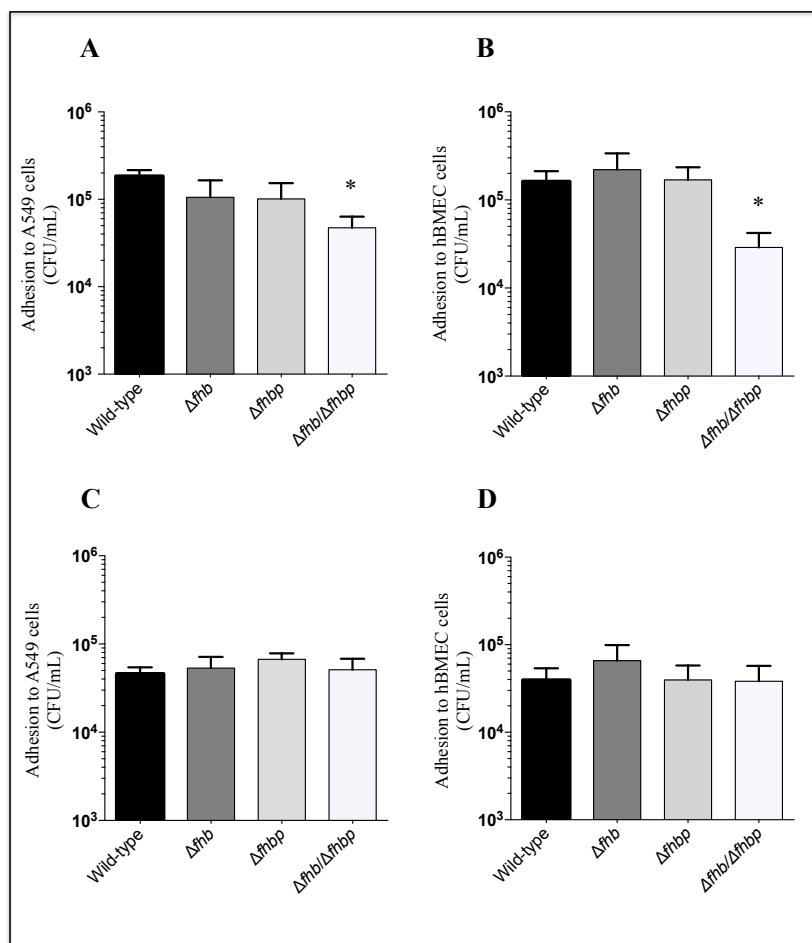 A
Adhesion to A549 cells
(CFU/mL)
10⁶
10⁵
10⁴
10³
*
Wild-type
Δfhb
Δfhbp
Δfhb/Δfhbp
B
Adhesion to hBMEC cells
(CFU/mL)
10⁶
10⁵
10⁴
10³
*
Wild-type
Δfhb
Δfhbp
Δfhb/Δfhbp
C
Adhesion to A549 cells
(CFU/mL)
10⁶
10⁵
10⁴
10³
Wild-type
Δfhb
Δfhbp
Δfhb/Δfhbp
D
Adhesion to hBMEC cells
(CFU/mL)
10⁶
10⁵
10⁴
10³
Wild-type
Δfhb
Δfhbp
Δfhb/Δfhbp